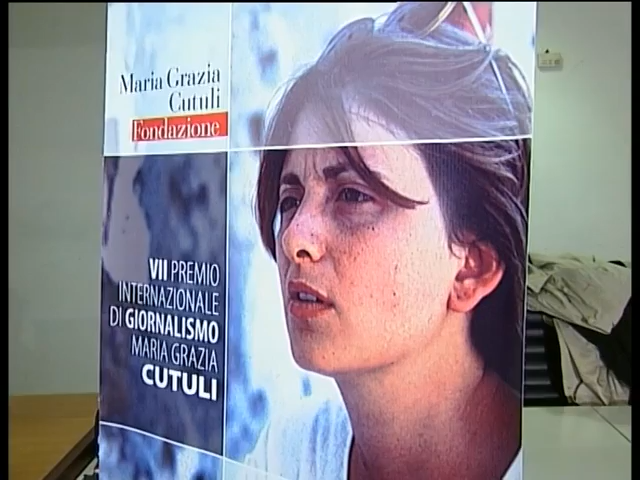 Maria Grazia
Cutuli
Fondazione
VII PREMIO
INTERNAZIONALE
DI GIORNALISMO
MARIA GRAZIA
CUTULI